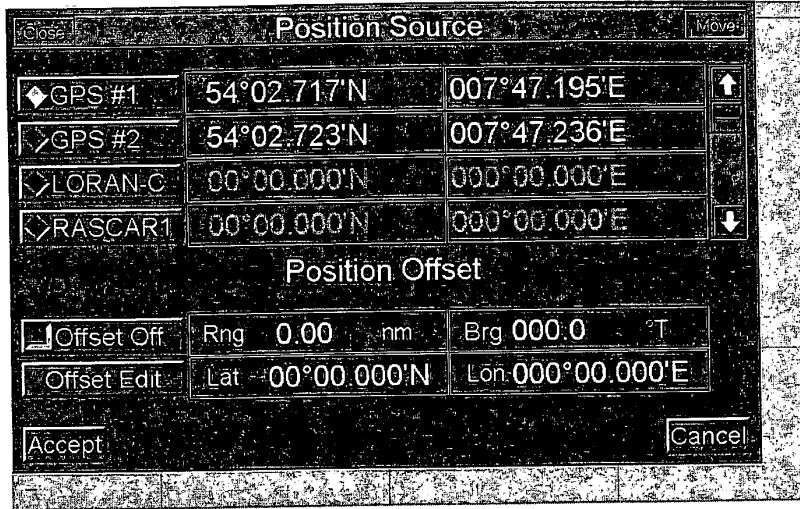 Close Position Source Move
GPS #1 54°02.717'N 007°47.195'E
GPS #2 54°02.723'N 007°47.236'E
LORAN-C 00°00.000'N 000°00.000'E
RASCAR1 00°00.000'N 000°00.000'E
Position Offset
Offset Off Rng 0.00 nm Brg 000.0 °T
Offset Edit Lat 00°00.000'N Lon 000°00.000'E
Accept Cancel